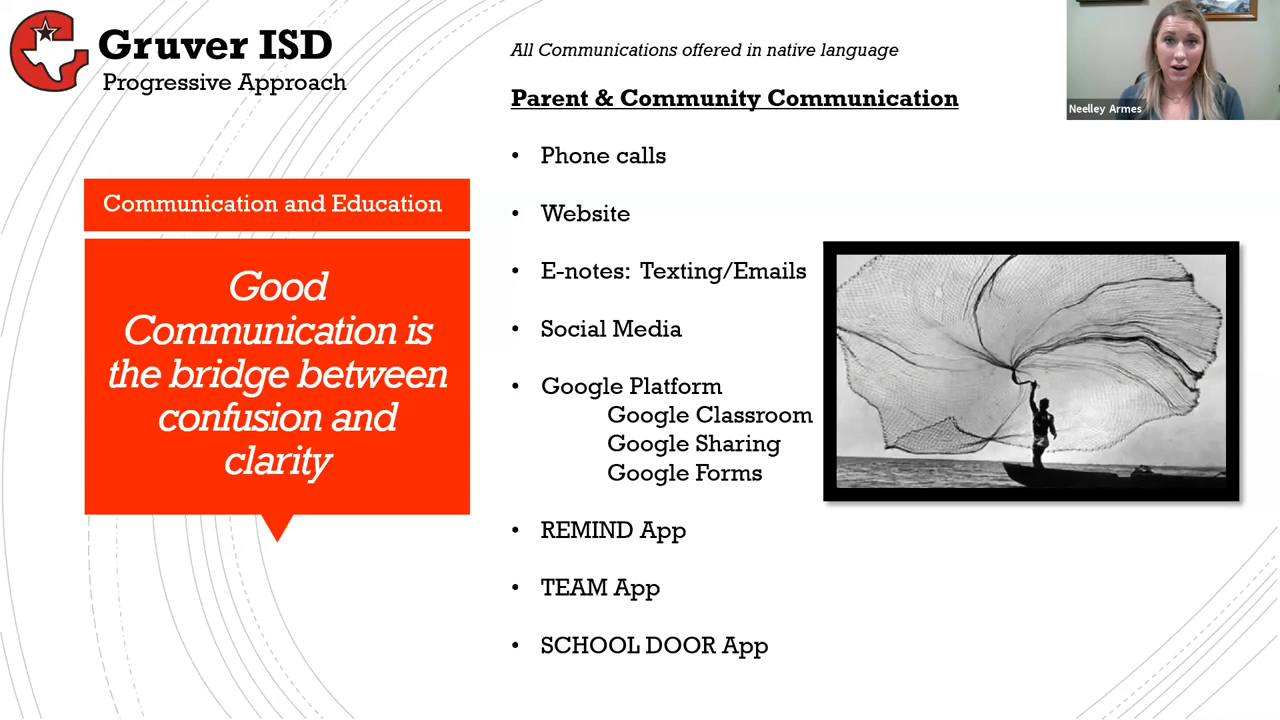 Gruver ISD
Progressive Approach
Communication and Education
Good
Communication is
the bridge between
confusion and
clarity
All Communications offered in native language
Parent & Community Communication
• Phone calls
• Website
• E-notes: Texting/Emails
• Social Media
• Google Platform
Google Classroom
Google Sharing
Google Forms
• REMIND App
• TEAM App
• SCHOOL DOOR App
Neelley Armes